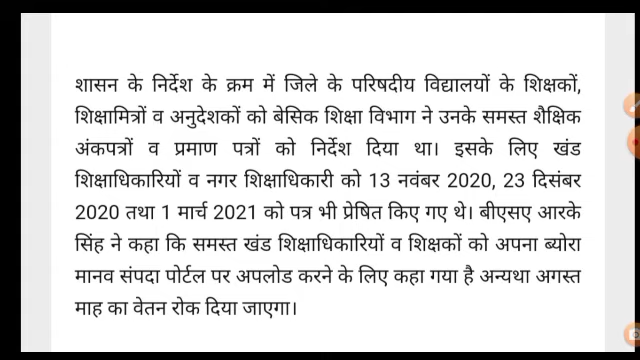 शासन के निर्देश के क्रम में जिले के परिषदीय विद्यालयों के शिक्षकों,
शिक्षामित्रों व अनुदेशकों को बेसिक शिक्षा विभाग ने उनके समस्त शैक्षिक
अंकपत्रों व प्रमाण पत्रों को निर्देश दिया था। इसके लिए खंड
शिक्षाधिकारियों व नगर शिक्षाधिकारी को 13 नवंबर 2020, 23 दिसंबर
2020 तथा 1 मार्च 2021 को पत्र भी प्रेषित किए गए थे। बीएसए आरके
सिंह ने कहा कि समस्त खंड शिक्षाधिकारियों व शिक्षकों को अपना ब्योरा
मानव संपदा पोर्टल पर अपलोड करने के लिए कहा गया है अन्यथा अगस्त
माह का वेतन रोक दिया जाएगा।